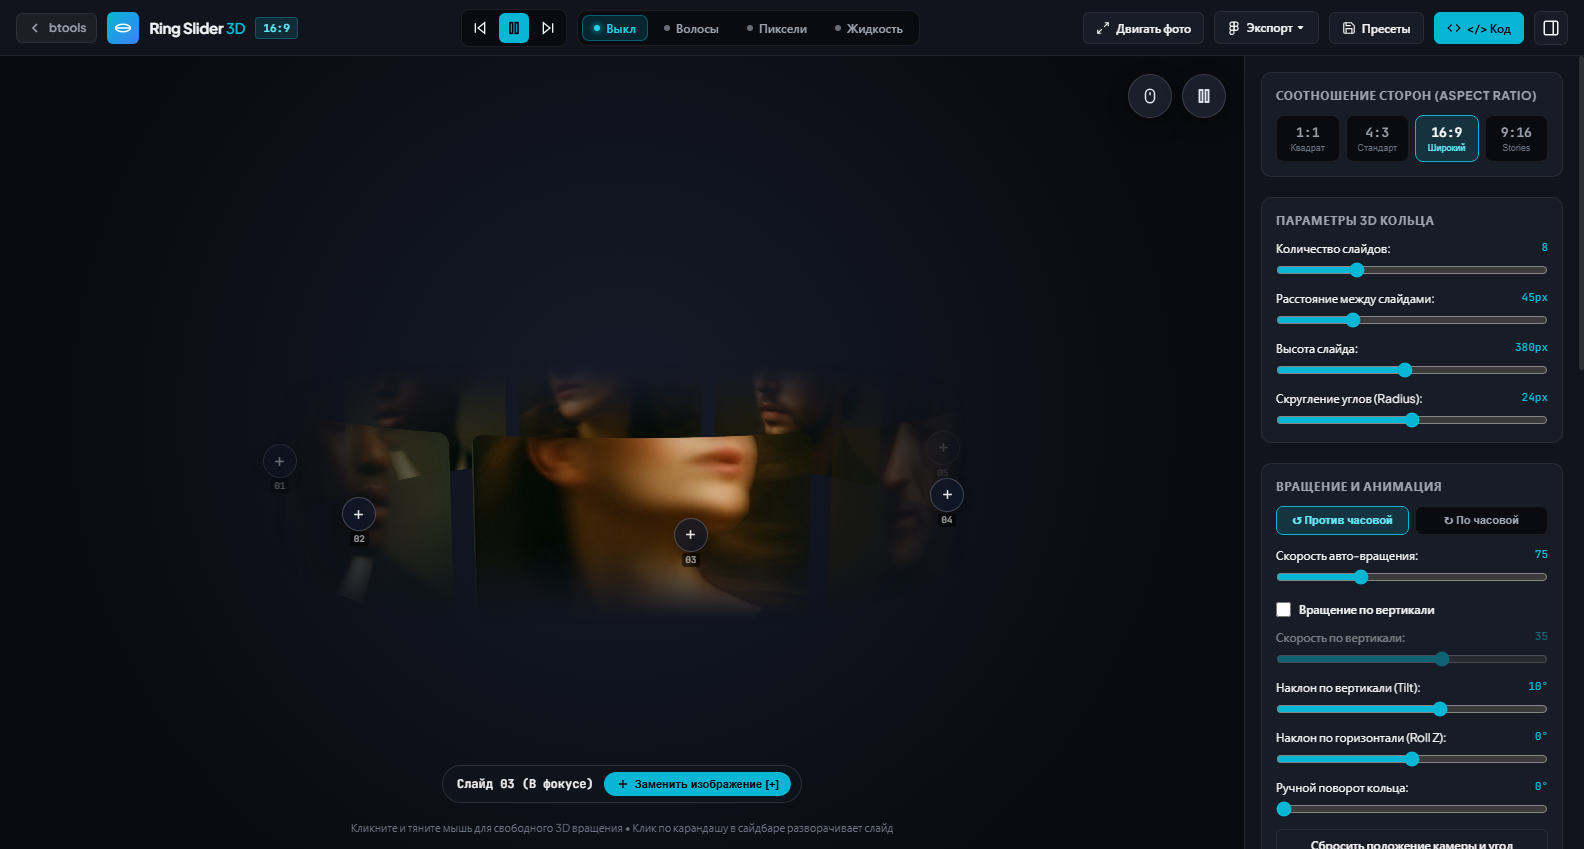 btools
Ring Slider 3D
16:9
Выкл
Волосы
Пиксели
Жидкость
Двигать фото
Экспорт
Пресеты
</> Код
СООТНОШЕНИЕ СТОРОН (ASPECT RATIO)
1:1
Квадрат
4:3
Стандарт
16:9
Широкий
9:16
Stories
ПАРАМЕТРЫ 3D КОЛЬЦА
Количество слайдов: 8
Расстояние между слайдами: 45px
Высота слайда: 380px
Скругление углов (Radius): 24px
ВРАЩЕНИЕ И АНИМАЦИЯ
↺ Против часовой
↻ По часовой
Скорость авто-вращения: 75
Вращение по вертикали
Скорость по вертикали: 35
Наклон по вертикали (Tilt): 10°
Наклон по горизонтали (Roll Z): 0°
Ручной поворот кольца: 0°
Сбросить положение камеры и угол
01
02
03
04
05
Слайд 03 (В фокусе)
+ Заменить изображение [+]
Кликните и тяните мышь для свободного 3D вращения • Клик по карандашу в сайдбаре разворачивает слайд